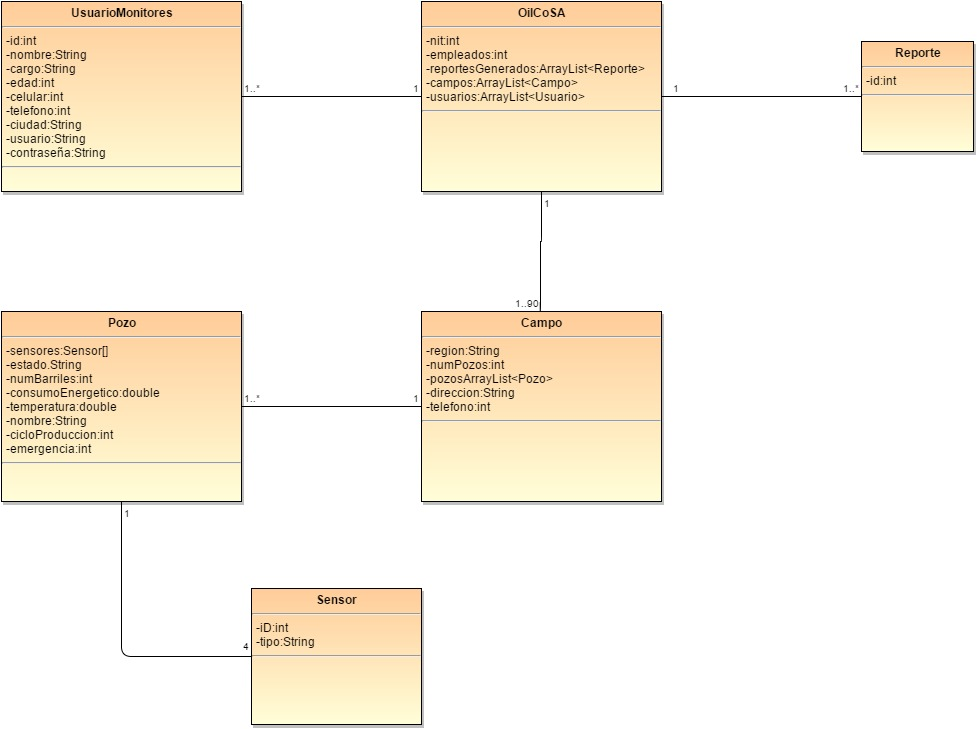 UsuarioMonitores
-id:int
-nombre:String
-cargo:String
-edad:int
-celular:int
-telefono:int
-ciudad:String
-usuario:String
-contraseña:String
1..*
1
OilCoSA
-nit:int
-empleados:int
-reportesGenerados:ArrayList<Reporte>
-campos:ArrayList<Campo>
-usuarios:ArrayList<Usuario>
1
1..*
Reporte
-id:int
1
1..90
Pozo
-sensores:Sensor[]
-estado.String
-numBarriles:int
-consumoEnergetico:double
-temperatura:double
-nombre:String
-cicloProduccion:int
-emergencia:int
1..*
1
Campo
-region:String
-numPozos:int
-pozosArrayList<Pozo>
-direccion:String
-telefono:int
1
4
Sensor
-iD:int
-tipo:String